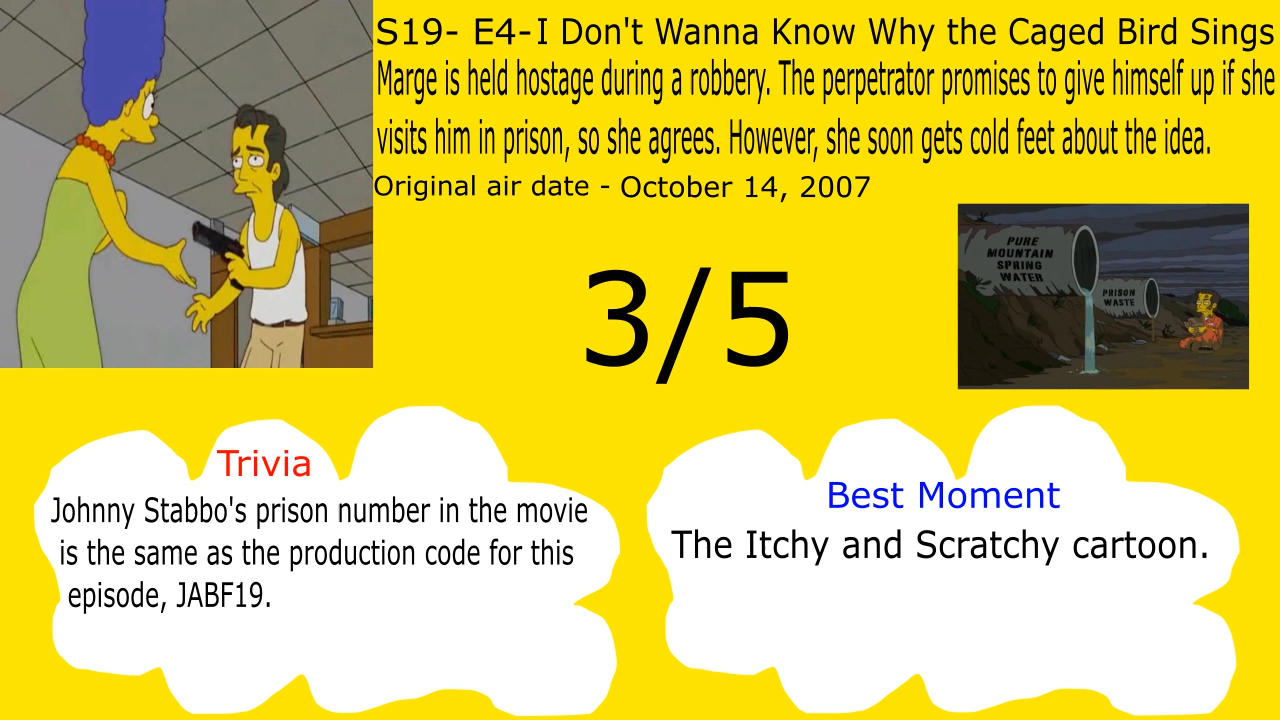 S19- E4-I Don't Wanna Know Why the Caged Bird Sings
Marge is held hostage during a robbery. The perpetrator promises to give himself up if she
visits him in prison, so she agrees. However, she soon gets cold feet about the idea.
Original air date - October 14, 2007
PURE
MOUNTAIN
SPRING
WATER
PRISON
WASTE
3/5
Trivia
Johnny Stabbo's prison number in the movie
is the same as the production code for this
episode, JABF19.
Best Moment
The Itchy and Scratchy cartoon.